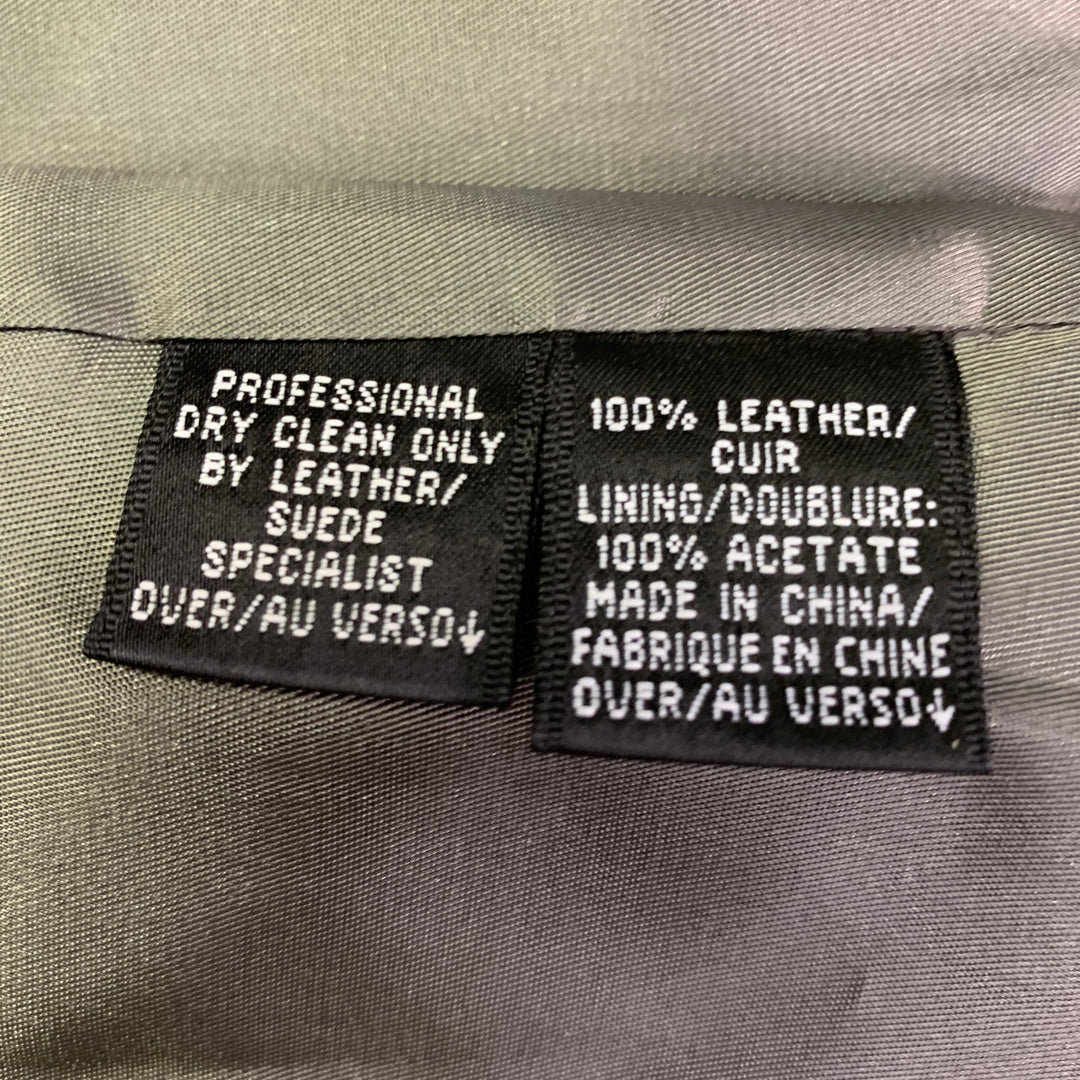 PROFESSIONAL
DRY CLEAN ONLY
BY LEATHER/
SUEDE
SPECIALIST
OVER/AU VERSO↓
100% LEATHER/
CUIR
LINING/DOUBLURE:
100% ACETATE
MADE IN CHINA/
FABRIQUE EN CHINE
OVER/AU VERSO↓